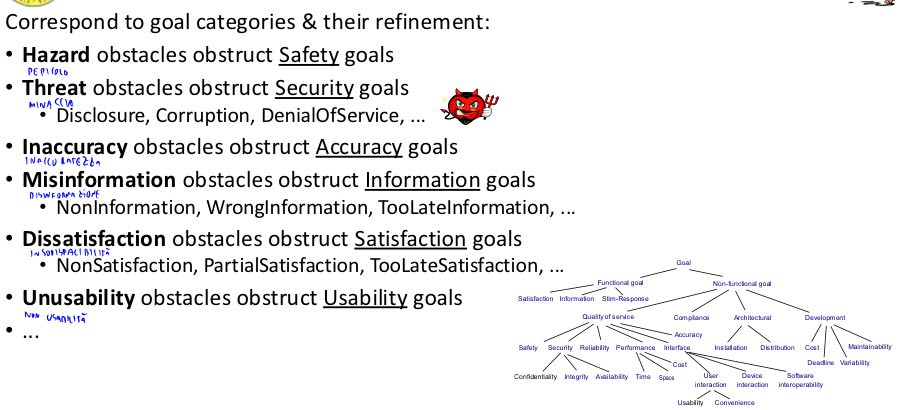 Correspond to goal categories & their refinement:
• Hazard obstacles obstruct Safety goals
PERICOLO
• Threat obstacles obstruct Security goals
MINACCIA
• Disclosure, Corruption, DenialOfService, ...
• Inaccuracy obstacles obstruct Accuracy goals
INACCURATEZZA
• Misinformation obstacles obstruct Information goals
DISINFORMAZIONE
• NonInformation, WrongInformation, TooLateInformation, ...
• Dissatisfaction obstacles obstruct Satisfaction goals
• NonSatisfaction, PartialSatisfaction, TooLateSatisfaction, ...
• Unusability obstacles obstruct Usability goals
NON USABILITÀ
• ...
Goal
Functional goal Non-functional goal
Satisfaction Information Stim-Response
Quality of service Compliance Architectural Development
Accuracy
Safety Security Reliability Performance Interface Installation Distribution Cost Maintainability
Cost Deadline Variability
Confidentiality Integrity Availability Time Space User interaction Device interaction Software interoperability
Usability Convenience